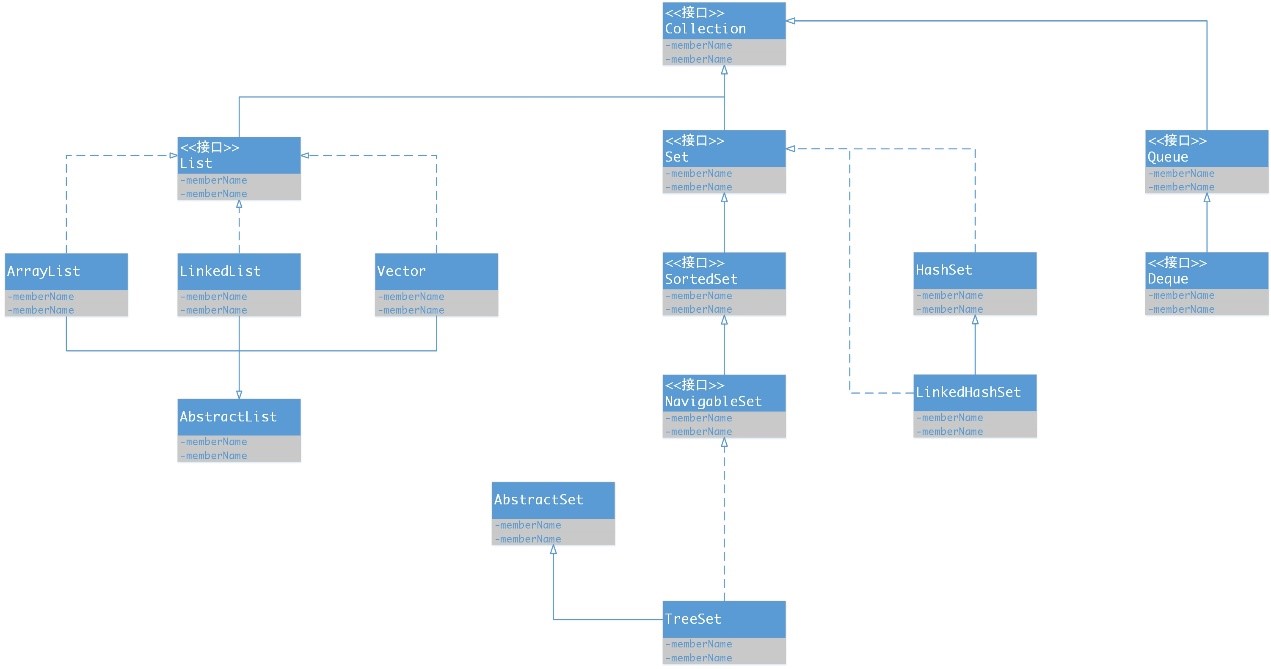 <<接口>>
Collection
-memberName
-memberName
<<接口>>
List
-memberName
-memberName
<<接口>>
Set
-memberName
-memberName
<<接口>>
Queue
-memberName
-memberName
ArrayList
-memberName
-memberName
LinkedList
-memberName
-memberName
Vector
-memberName
-memberName
<<接口>>
SortedSet
-memberName
-memberName
HashSet
-memberName
-memberName
<<接口>>
Deque
-memberName
-memberName
<<接口>>
NavigableSet
-memberName
-memberName
LinkedHashSet
-memberName
-memberName
AbstractList
-memberName
-memberName
AbstractSet
-memberName
-memberName
TreeSet
-memberName
-memberName